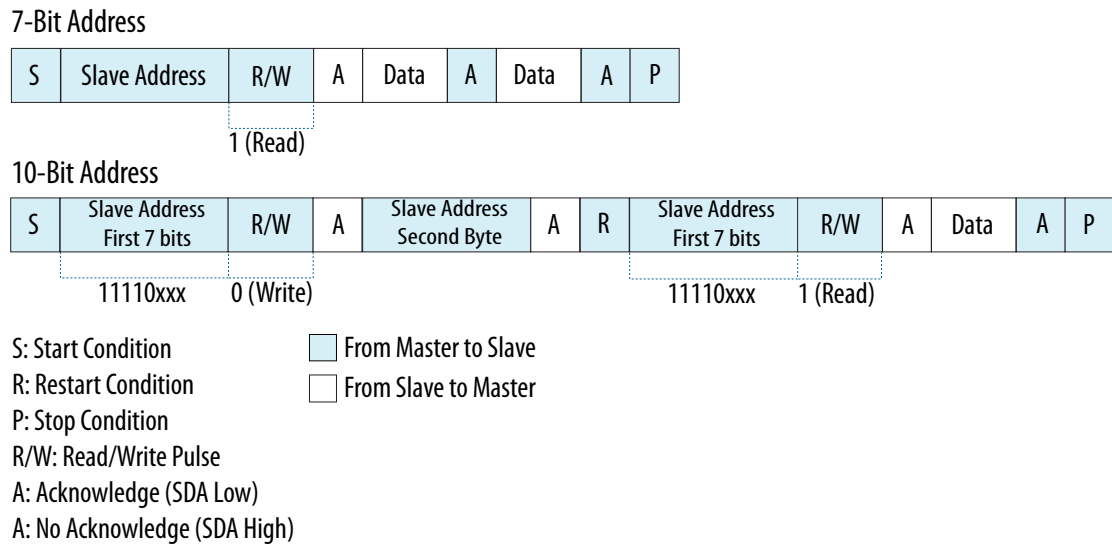 7-Bit Address
S Slave Address R/W A Data A Data A P
1 (Read)
10-Bit Address
S Slave Address First 7 bits R/W A Slave Address Second Byte A R Slave Address First 7 bits R/W A Data A P
11110xxx 0 (Write) 11110xxx 1 (Read)
S: Start Condition From Master to Slave
R: Restart Condition From Slave to Master
P: Stop Condition
R/W: Read/Write Pulse
A: Acknowledge (SDA Low)
A: No Acknowledge (SDA High)